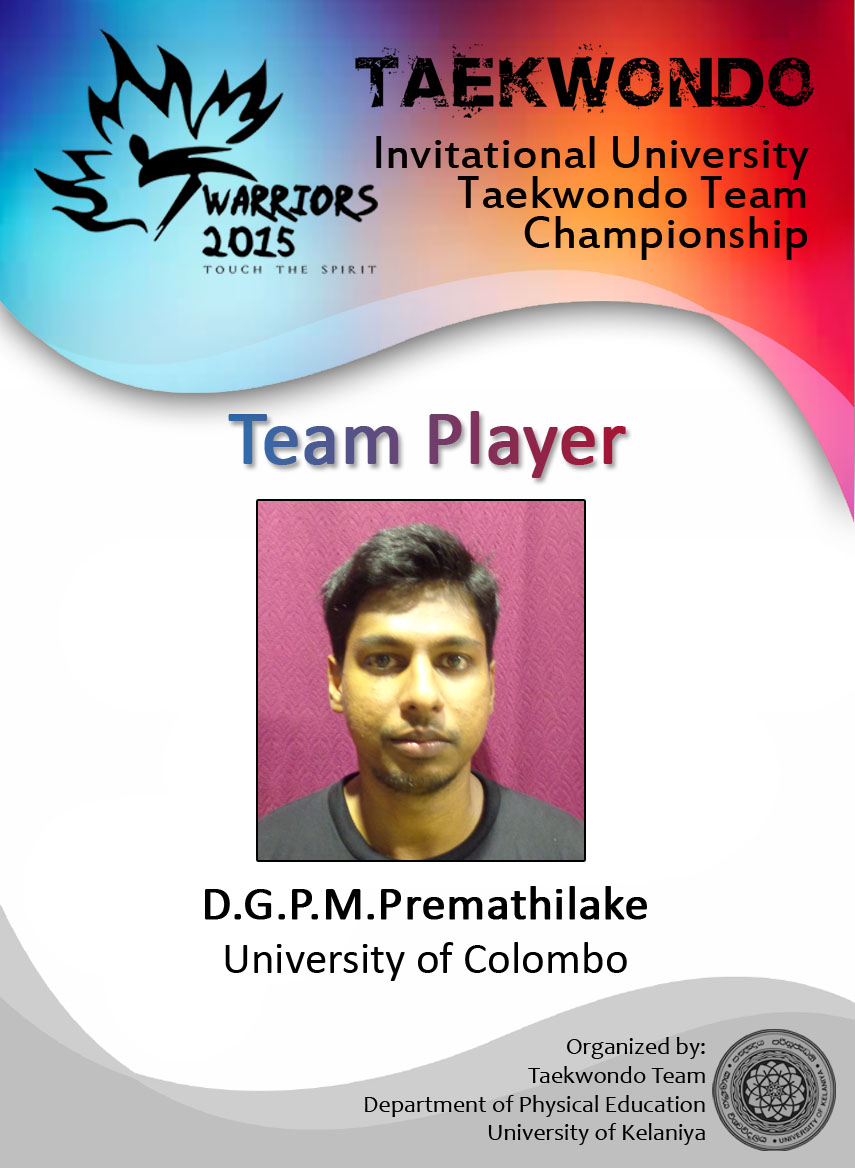 TAEKWONDO
Invitational University
Taekwondo Team
Championship
WARRIORS
2015
TOUCH THE SPIRIT
Team Player
D.G.P.M.Premathilake
University of Colombo
Organized by:
Taekwondo Team
Department of Physical Education
University of Kelaniya
UNIVERSITY OF KELANIYA